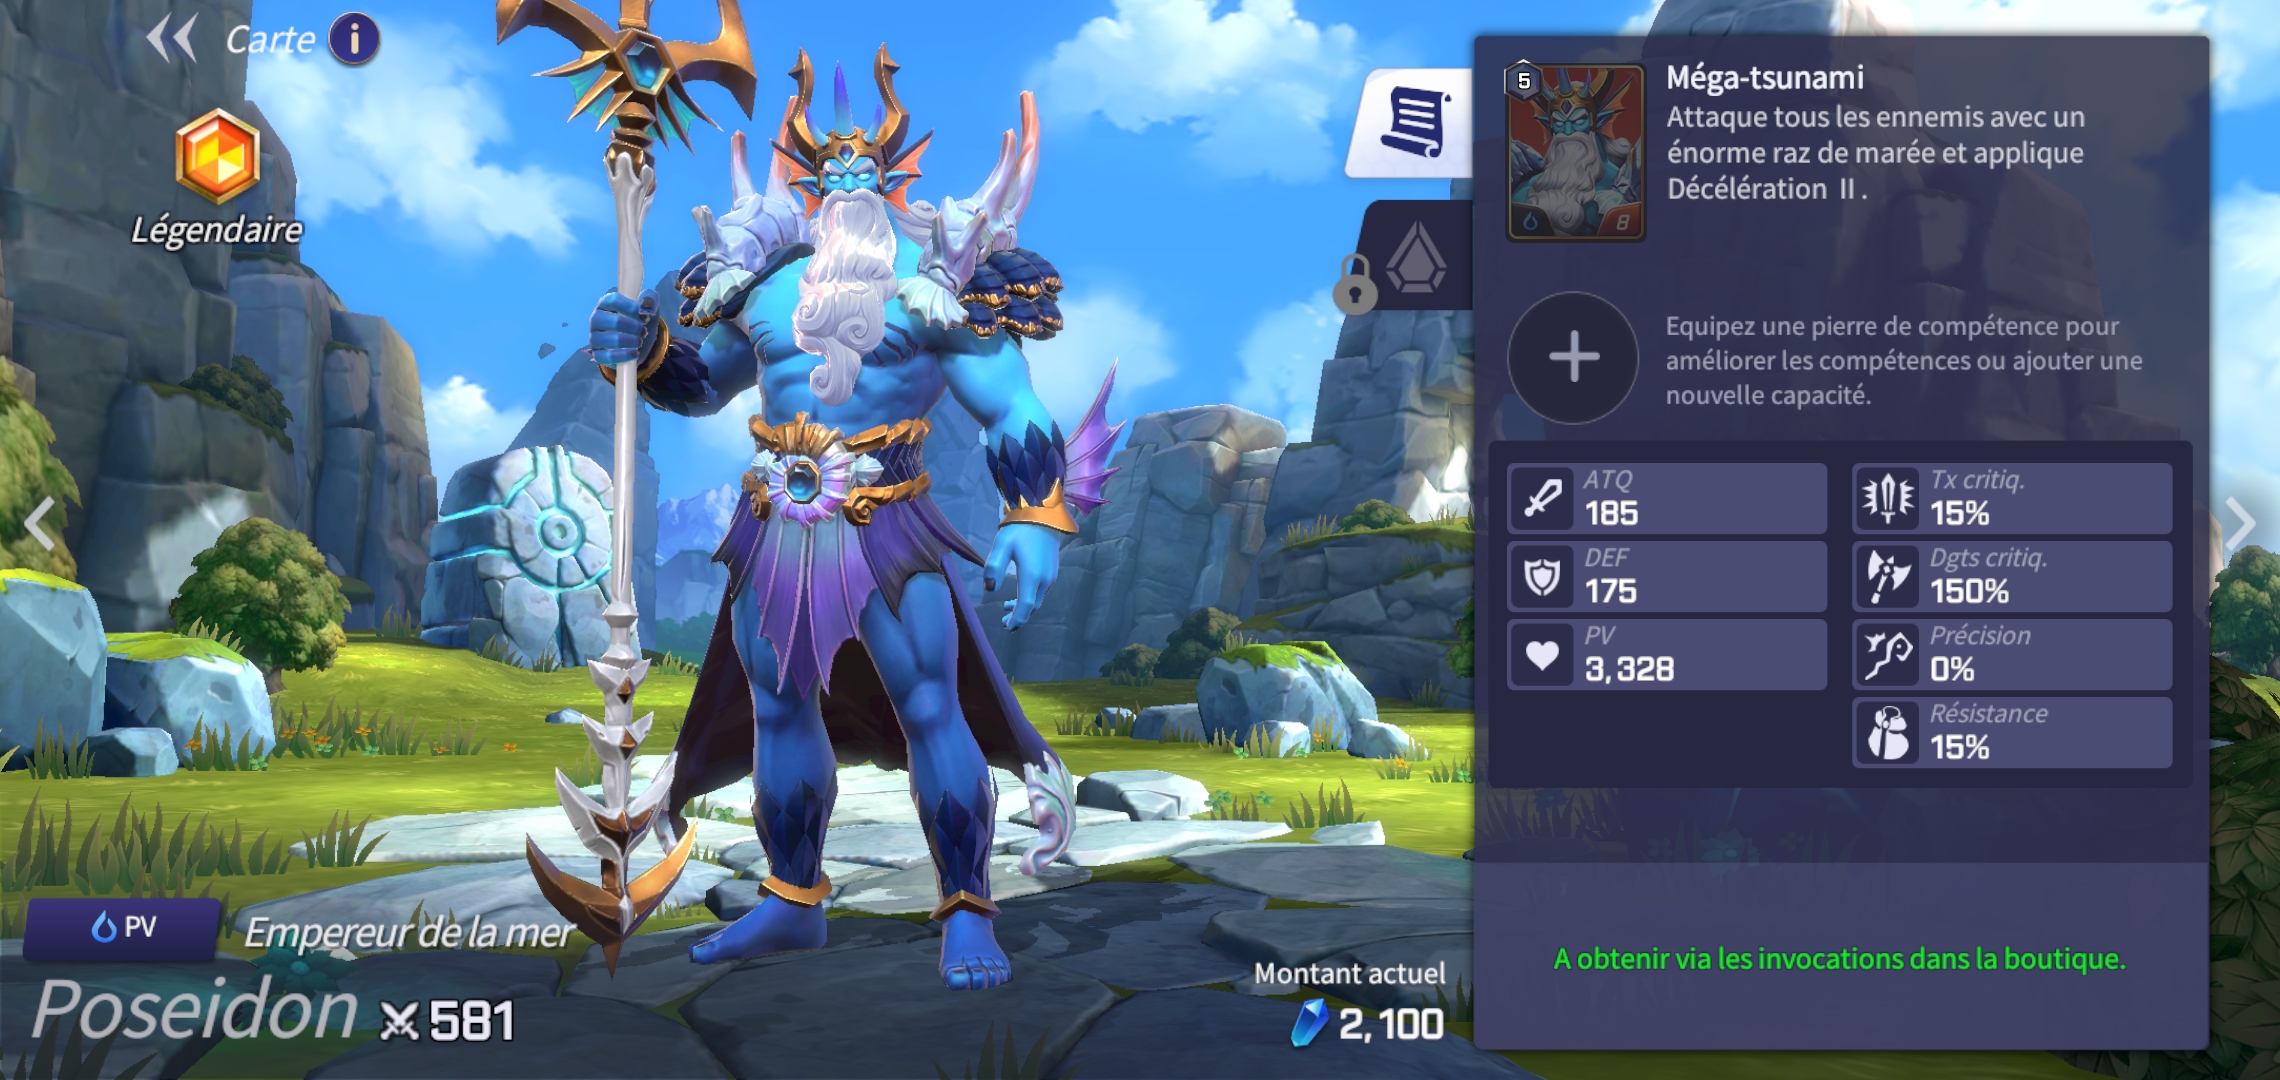 Carte
i
Légendaire
5
Méga-tsunami
Attaque tous les ennemis avec un
énorme raz de marée et applique
Décélération II .
8
Equipez une pierre de compétence pour
améliorer les compétences ou ajouter une
nouvelle capacité.
ATQ
185
Tx critiq.
15%
DEF
175
Dgts critiq.
150%
PV
3,328
Précision
0%
Résistance
15%
PV
Empereur de la mer
Poseidon
581
Montant actuel
2,100
A obtenir via les invocations dans la boutique.